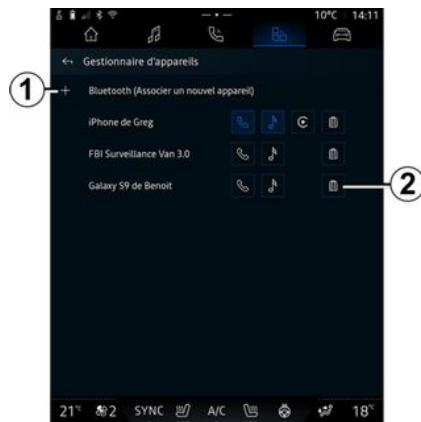 10°C 14:11
Gestionnaire d'appareils
1
Bluetooth (Associer un nouvel appareil)
iPhone de Greg
FBI Surveillance Van 3.0
Galaxy S9 de Benoit
2
21°C 2 SYNC A/C 18°C